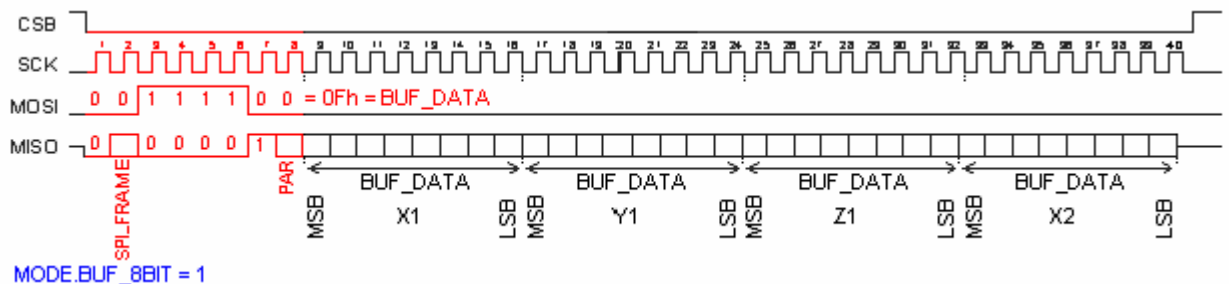 CSB
1 2 3 4 5 6 7 8 9 10 11 12 13 14 15 16 17 18 19 20 21 22 23 24 25 26 27 28 29 30 31 32 33 34 35 36 37 38 39 40
SCK
MOSI 0 0 1 1 1 1 0 0 = 0Fh = BUF_DATA
MISO 0 0 0 0 0 1
SPI_FRAME
PAR
BUF_DATA BUF_DATA BUF_DATA BUF_DATA
MSB X1 LSB MSB Y1 LSB MSB Z1 LSB MSB X2 LSB
MODE.BUF_8BIT = 1